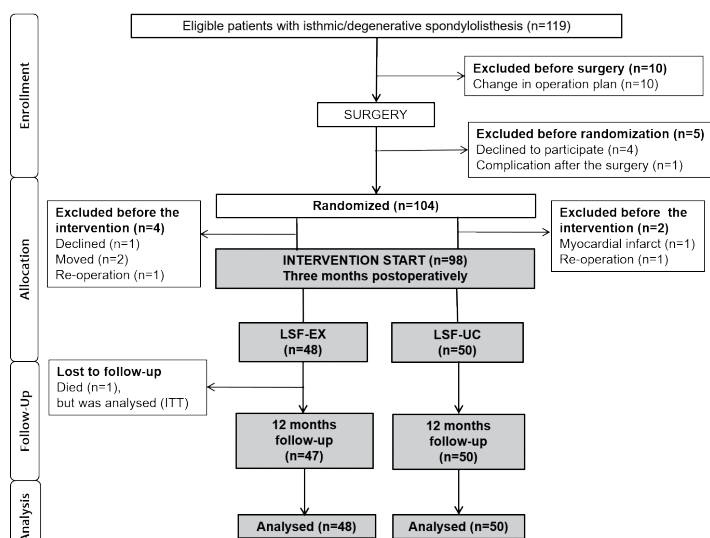 Enrollment
Eligible patients with isthmic/degenerative spondylolisthesis (n=119)
Excluded before surgery (n=10)
Change in operation plan (n=10)
SURGERY
Excluded before randomization (n=5)
Declined to participate (n=4)
Complication after the surgery (n=1)
Allocation
Randomized (n=104)
Excluded before the
intervention (n=4)
Declined (n=1)
Moved (n=2)
Re-operation (n=1)
Excluded before the
intervention (n=2)
Myocardial infarct (n=1)
Re-operation (n=1)
INTERVENTION START (n=98)
Three months postoperatively
LSF-EX
(n=48)
LSF-UC
(n=50)
Follow-Up
Lost to follow-up
Died (n=1),
but was analysed (ITT)
12 months
follow-up
(n=47)
12 months
follow-up
(n=50)
Analysis
Analysed (n=48)
Analysed (n=50)